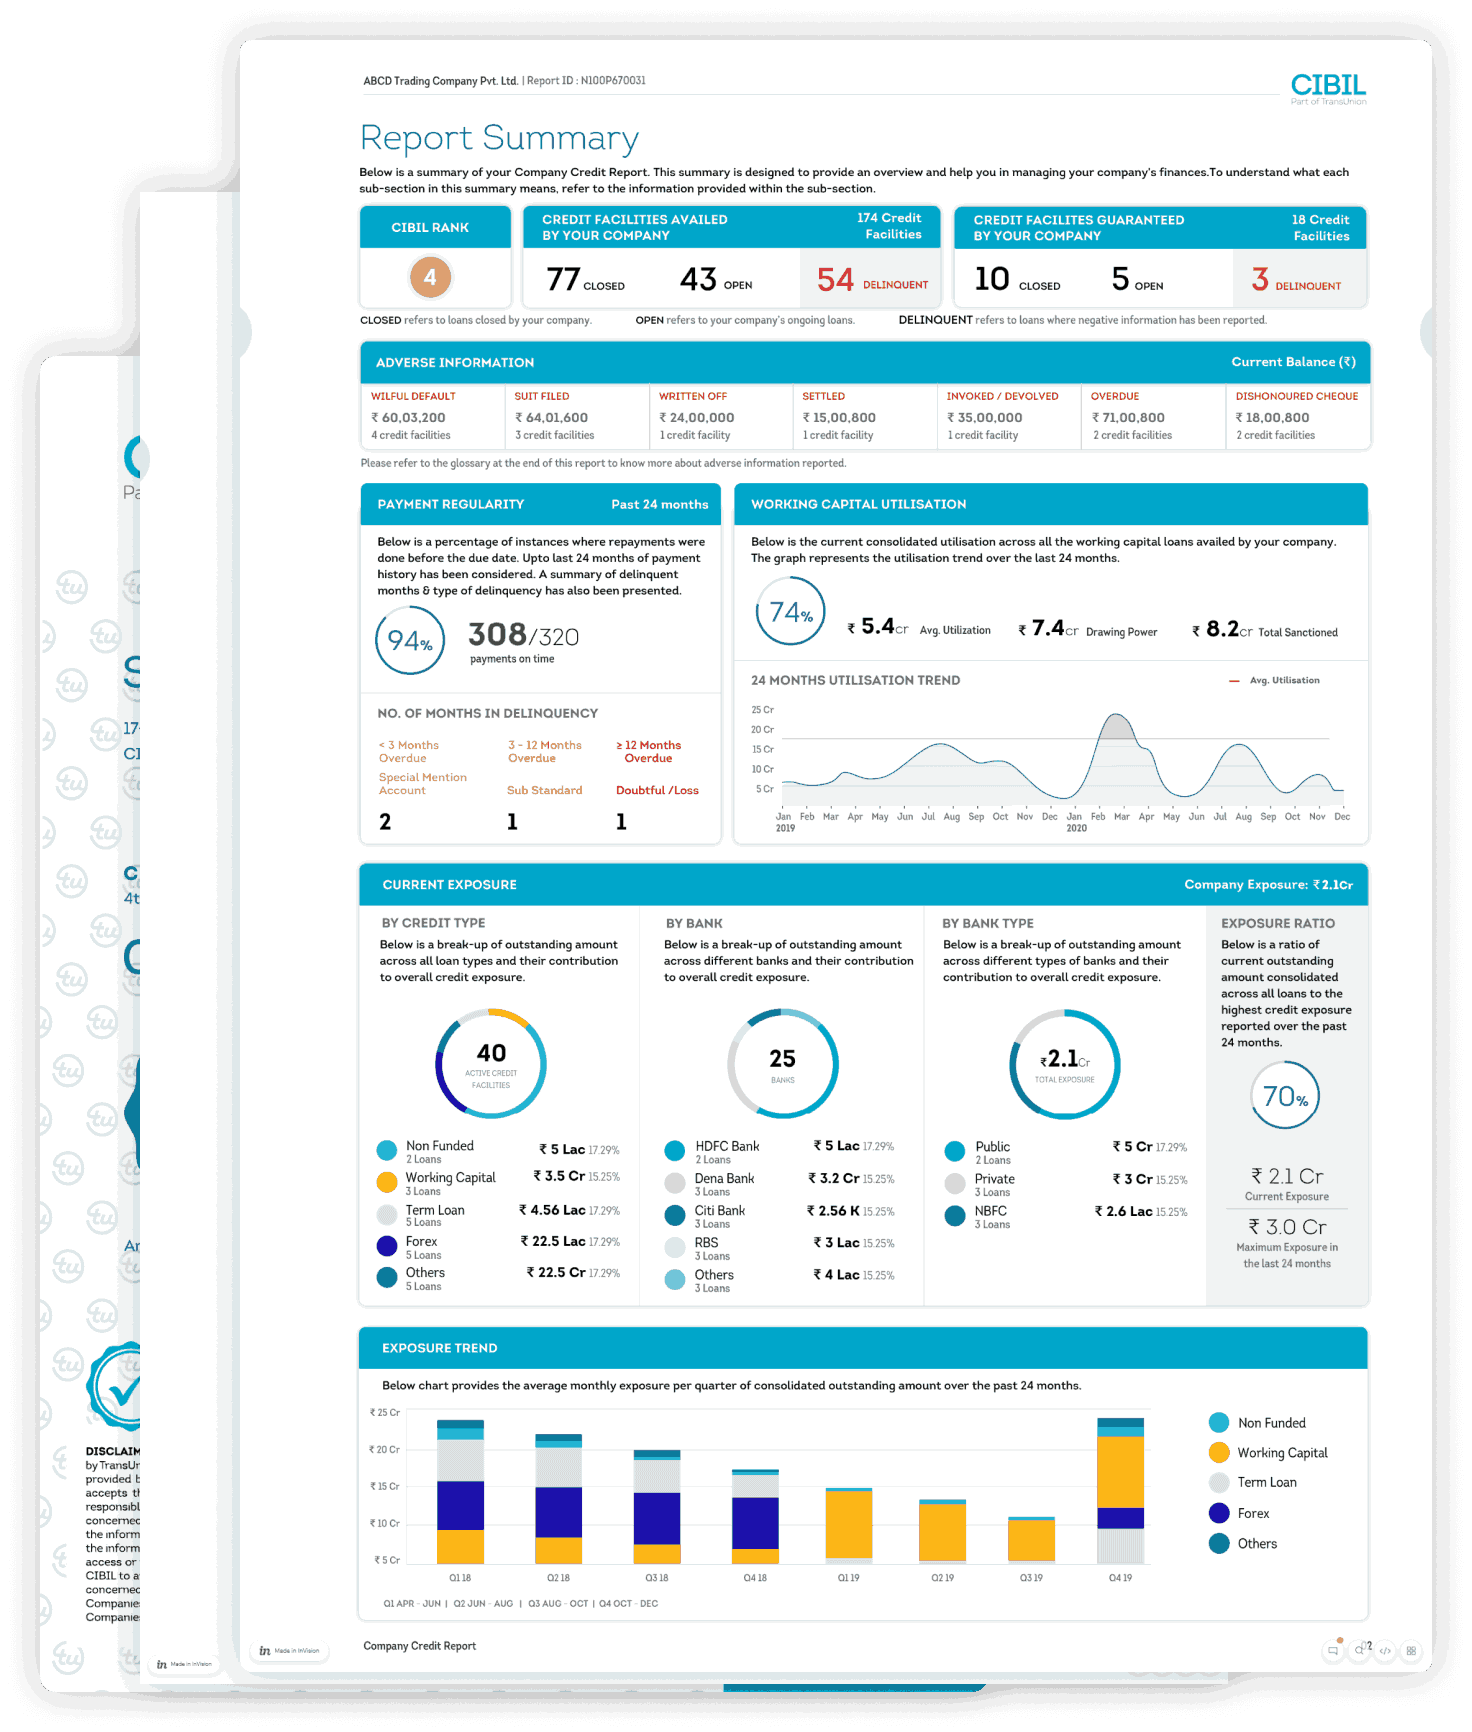 ABCD Trading Company Pvt. Ltd. | Report ID : N100P670031
CIBIL
Part of TransUnion
Report Summary
Below is a summary of your Company Credit Report. This summary is designed to provide an overview and help you in managing your company's finances.To understand what each
sub-section in this summary means, refer to the information provided within the sub-section.
CIBIL RANK
4
CREDIT FACILITIES AVAILED
BY YOUR COMPANY
174 Credit
Facilities
77 CLOSED 43 OPEN 54 DELINQUENT
CREDIT FACILITES GUARANTEED
BY YOUR COMPANY
18 Credit
Facilities
10 CLOSED 5 OPEN 3 DELINQUENT
CLOSED refers to loans closed by your company. OPEN refers to your company's ongoing loans. DELINQUENT refers to loans where negative information has been reported.
ADVERSE INFORMATION Current Balance (₹)
WILFUL DEFAULT
₹ 60,03,200
4 credit facilities
SUIT FILED
₹ 64,01,600
3 credit facilities
WRITTEN OFF
₹ 24,00,000
1 credit facility
SETTLED
₹ 15,00,800
1 credit facility
INVOKED / DEVOLVED
₹ 35,00,000
1 credit facility
OVERDUE
₹ 71,00,800
2 credit facilities
DISHONOURED CHEQUE
₹ 18,00,800
2 credit facilities
Please refer to the glossary at the end of this report to know more about adverse information reported.
PAYMENT REGULARITY Past 24 months
Below is a percentage of instances where repayments were
done before the due date. Upto last 24 months of payment
history has been considered. A summary of delinquent
months & type of delinquency has also been presented.
94%
308/320
payments on time
NO. OF MONTHS IN DELINQUENCY
< 3 Months
Overdue
Special Mention
Account
2
3 - 12 Months
Overdue
Sub Standard
1
≥ 12 Months
Overdue
Doubtful /Loss
1
WORKING CAPITAL UTILISATION
Below is the current consolidated utilisation across all the working capital loans availed by your company.
The graph represents the utilisation trend over the last 24 months.
74%
₹ 5.4cr Avg. Utilization ₹ 7.4cr Drawing Power ₹ 8.2cr Total Sanctioned
24 MONTHS UTILISATION TREND
Avg. Utilisation
25 Cr
20 Cr
15 Cr
10 Cr
5 Cr
Jan Feb Mar Apr May Jun Jul Aug Sep Oct Nov Dec Jan Feb Mar Apr May Jun Jul Aug Sep Oct Nov Dec
2019 2020
CURRENT EXPOSURE Company Exposure: ₹ 2.1Cr
BY CREDIT TYPE
Below is a break-up of outstanding amount
across all loan types and their contribution
to overall credit exposure.
40
ACTIVE CREDIT
FACILITIES
Non Funded ₹ 5 Lac 17.29%
2 Loans
Working Capital ₹ 3.5 Cr 15.25%
3 Loans
Term Loan ₹ 4.56 Lac 17.29%
5 Loans
Forex ₹ 22.5 Lac 17.29%
5 Loans
Others ₹ 22.5 Cr 17.29%
5 Loans
BY BANK
Below is a break-up of outstanding amount
across different banks and their contribution
to overall credit exposure.
25
BANKS
HDFC Bank ₹ 5 Lac 17.29%
2 Loans
Dena Bank ₹ 3.2 Cr 15.25%
3 Loans
Citi Bank ₹ 2.56 K 15.25%
3 Loans
RBS ₹ 3 Lac 15.25%
3 Loans
Others ₹ 4 Lac 15.25%
3 Loans
BY BANK TYPE
Below is a break-up of outstanding amount
across different types of banks and their
contribution to overall credit exposure.
₹2.1Cr
TOTAL EXPOSURE
Public ₹ 5 Cr 17.29%
2 Loans
Private ₹ 3 Cr 15.25%
3 Loans
NBFC ₹ 2.6 Lac 15.25%
3 Loans
EXPOSURE RATIO
Below is a ratio of
current outstanding
amount consolidated
across all loans to the
highest credit exposure
reported over the past
24 months.
70%
₹ 2.1 Cr
Current Exposure
₹ 3.0 Cr
Maximum Exposure in
the last 24 months
EXPOSURE TREND
Below chart provides the average monthly exposure per quarter of consolidated outstanding amount over the past 24 months.
₹ 25 Cr
₹ 20 Cr
₹ 15 Cr
₹ 10 Cr
₹ 5 Cr
Q1 18 Q2 18 Q3 18 Q4 18 Q1 19 Q2 19 Q3 19 Q4 19
Q1 APR - JUN | Q2 JUN - AUG | Q3 AUG - OCT | Q4 OCT - DEC
Non Funded
Working Capital
Term Loan
Forex
Others
Company Credit Report
02
in Made in InVision
in Made in InVision
DISCLAIM
by TransUn
provided b
accepts th
responsibl
concerned
the inform
the inform
access or
CIBIL to a
concerned
Companie
Companie